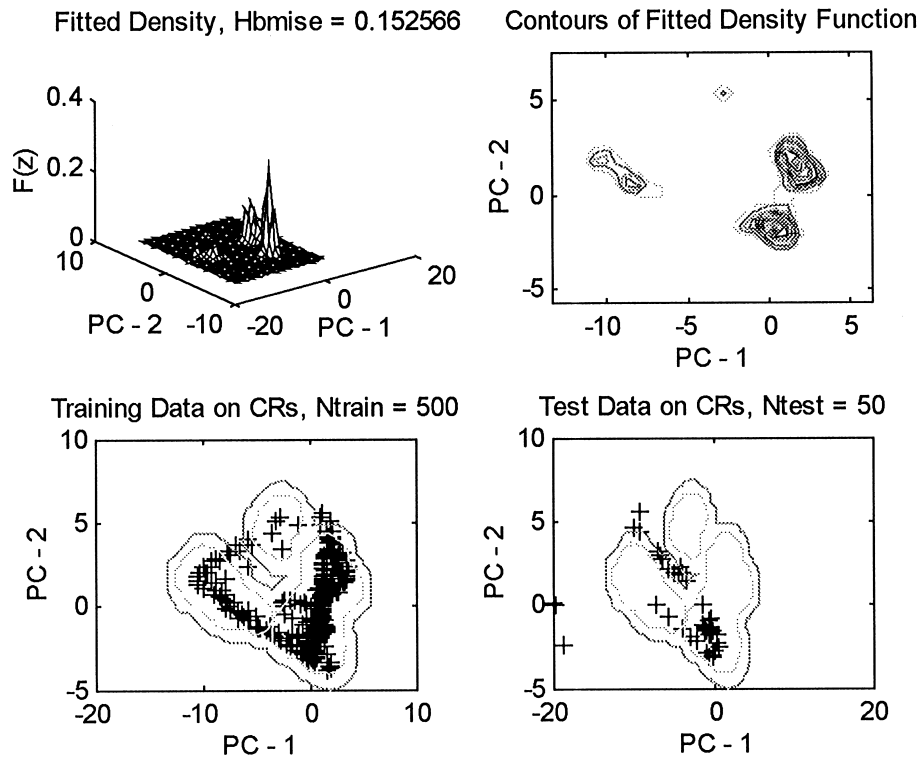 Fitted Density, Hbmise = 0.152566
Contours of Fitted Density Function
0.4
0.2
0
F(z)
10
0
-10
PC - 2
-20
0
20
PC - 1
5
0
-5
PC - 2
-10
-5
0
5
PC - 1
Training Data on CRs, Ntrain = 500
Test Data on CRs, Ntest = 50
10
5
0
-5
PC - 2
-20
-10
0
10
PC - 1
10
5
0
-5
PC - 2
-20
0
20
PC - 1